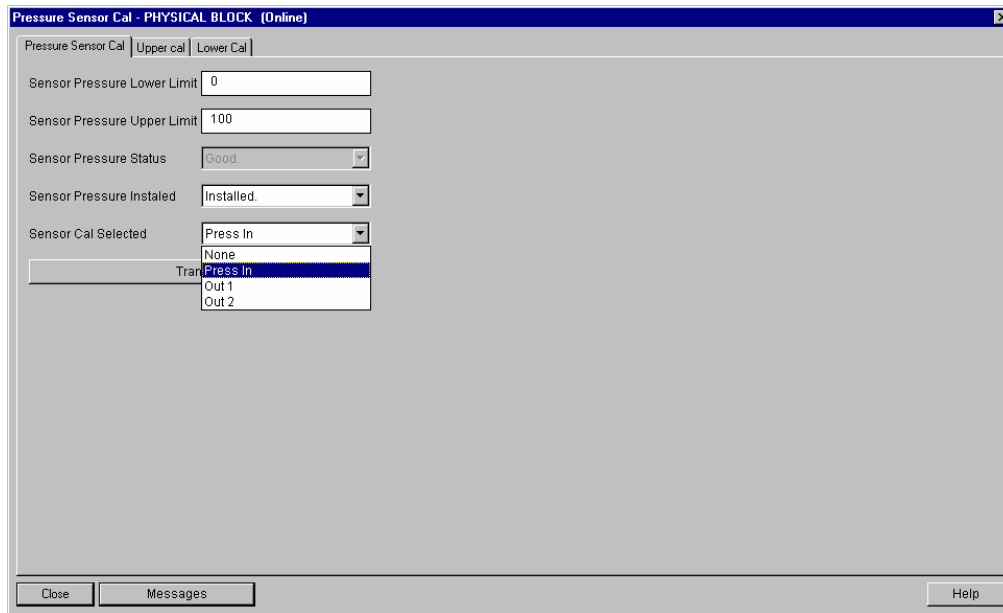 Pressure Sensor Cal - PHYSICAL BLOCK (Online)
Pressure Sensor Cal Upper cal Lower Cal
Sensor Pressure Lower Limit 0
Sensor Pressure Upper Limit 100
Sensor Pressure Status Good.
Sensor Pressure Instaled Installed.
Sensor Cal Selected Press In
None
Press In
Out 1
Out 2
Close Messages Help